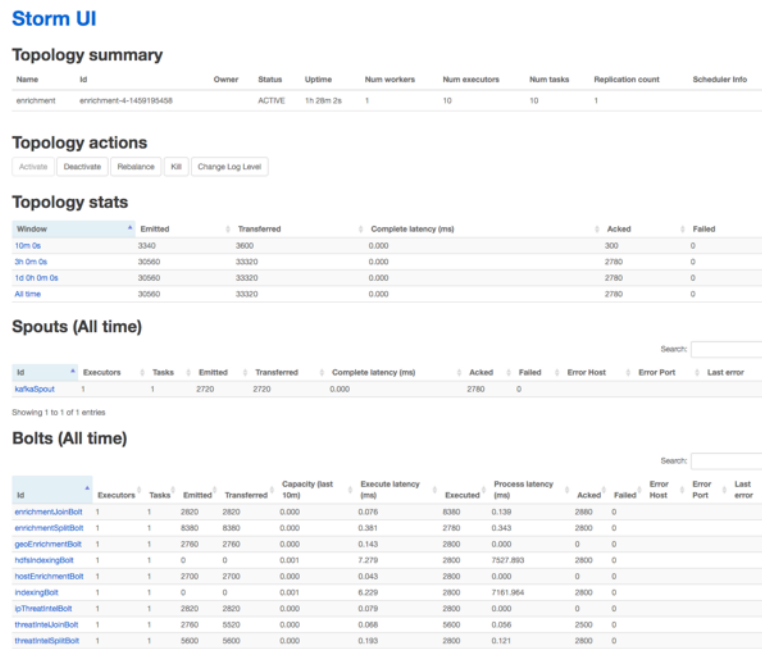 Storm UI
Topology summary
Name Id Owner Status Uptime Num workers Num executors Num tasks Replication count Scheduler Info
enrichment enrichment-4-1459195458 ACTIVE 1h 28m 2s 1 10 10 1
Topology actions
Activate Deactivate Rebalance Kill Change Log Level
Topology stats
Window Emitted Transferred Complete latency (ms) Acked Failed
10m 0s 3340 3600 0.000 300 0
3h 0m 0s 30560 33320 0.000 2780 0
1d 0h 0m 0s 30560 33320 0.000 2780 0
All time 30560 33320 0.000 2780 0
Spouts (All time)
Search:
Id Executors Tasks Emitted Transferred Complete latency (ms) Acked Failed Error Host Error Port Last error
kafkaSpout 1 1 2720 2720 0.000 2780 0
Showing 1 to 1 of 1 entries
Bolts (All time)
Search:
Id Executors Tasks Emitted Transferred Capacity (last 10m) Execute latency (ms) Executed Process latency (ms) Acked Failed Error Host Error Port Last error
enrichmentJoinBolt 1 1 2820 2820 0.000 0.076 8380 0.139 2880 0
enrichmentSplitBolt 1 1 8380 8380 0.000 0.381 2780 0.343 2800 0
geoEnrichmentBolt 1 1 2760 2760 0.000 0.143 2800 0.000 0 0
hdfsIndexingBolt 1 1 0 0 0.001 7.279 2800 7527.893 2800 0
hostEnrichmentBolt 1 1 2700 2700 0.000 0.043 2800 0.000 0 0
indexingBolt 1 1 0 0 0.001 6.229 2800 7161.964 2800 0
ipThreatIntelBolt 1 1 2820 2820 0.000 0.079 2800 0.000 0 0
threatIntelJoinBolt 1 1 2760 5520 0.000 0.068 5600 0.056 2500 0
threatIntelSplitBolt 1 1 5600 5600 0.000 0.193 2800 0.121 2800 0